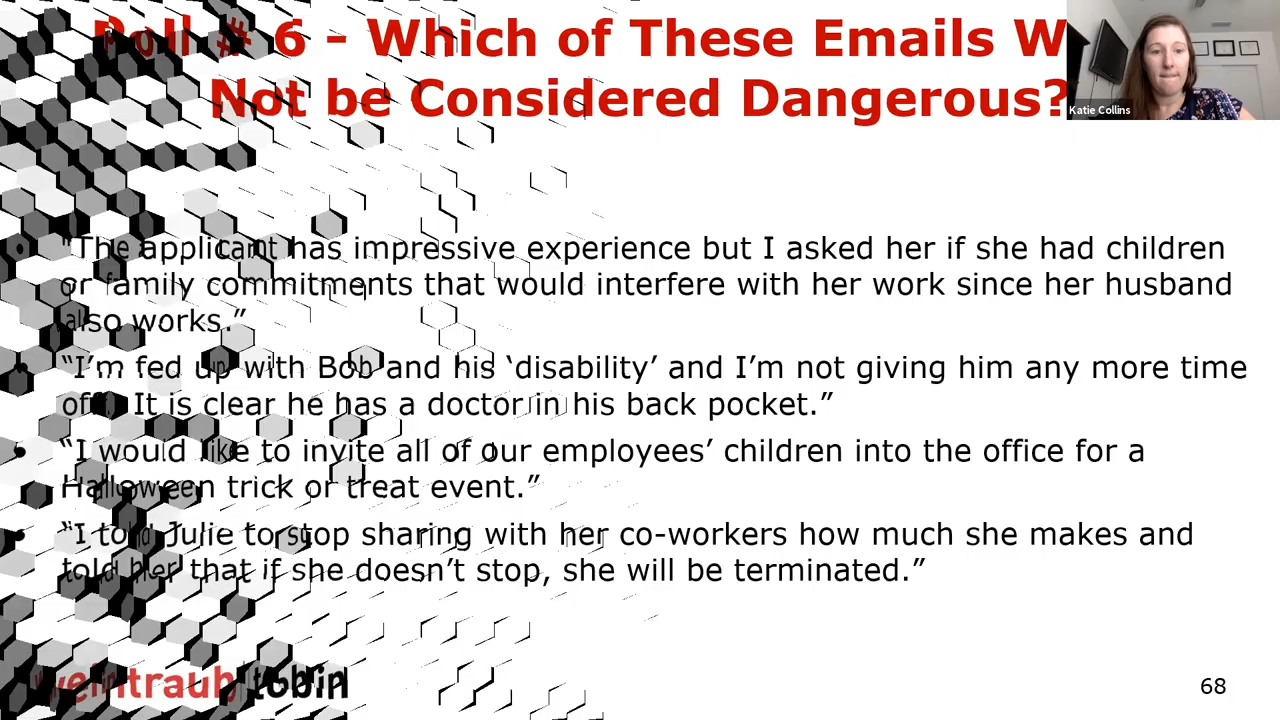 Poll # 6 - Which of These Emails W
Not be Considered Dangerous?
Katie Collins
• "The applicant has impressive experience but I asked her if she had children
or family commitments that would interfere with her work since her husband
also works.”
• “I’m fed up with Bob and his ‘disability’ and I’m not giving him any more time
off. It is clear he has a doctor in his back pocket.”
• “I would like to invite all of our employees’ children into the office for a
Halloween trick or treat event.”
• “I told Julie to stop sharing with her co-workers how much she makes and
told her that if she doesn’t stop, she will be terminated.”
weintraub tobin
68